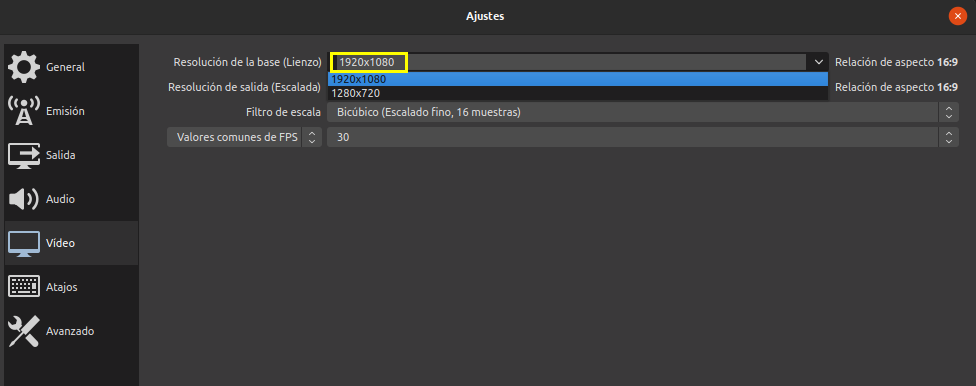 Ajustes
General
Emisión
Salida
Audio
Vídeo
Atajos
Avanzado
Resolución de la base (Lienzo) 1920x1080 Relación de aspecto 16:9
1920x1080
1280x720
Resolución de salida (Escalada) Relación de aspecto 16:9
Filtro de escala Bicúbico (Escalado fino, 16 muestras)
Valores comunes de FPS 30